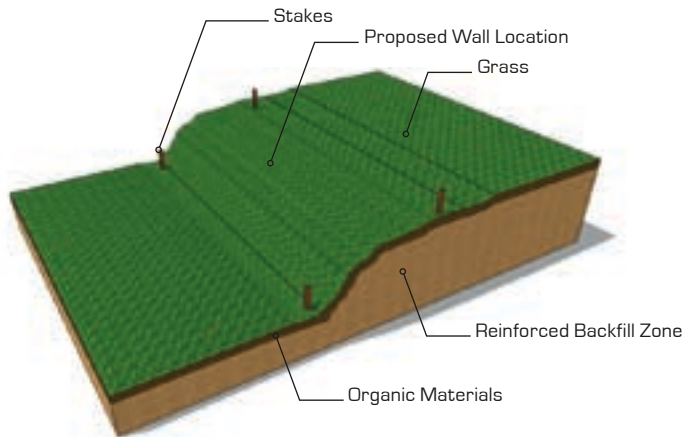 Stakes
Proposed Wall Location
Grass
Reinforced Backfill Zone
Organic Materials